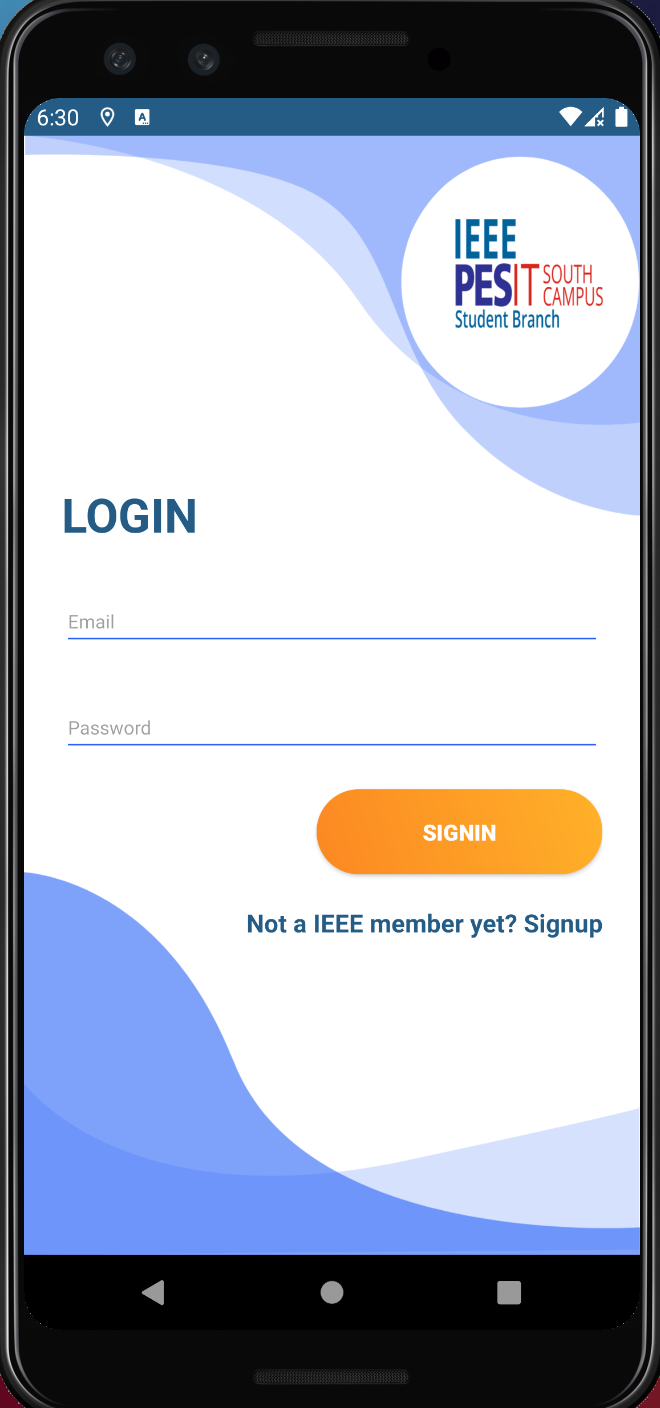 6:30
IEEE
PESIT SOUTH CAMPUS
Student Branch
LOGIN
Email
Password
SIGNIN
Not a IEEE member yet? Signup